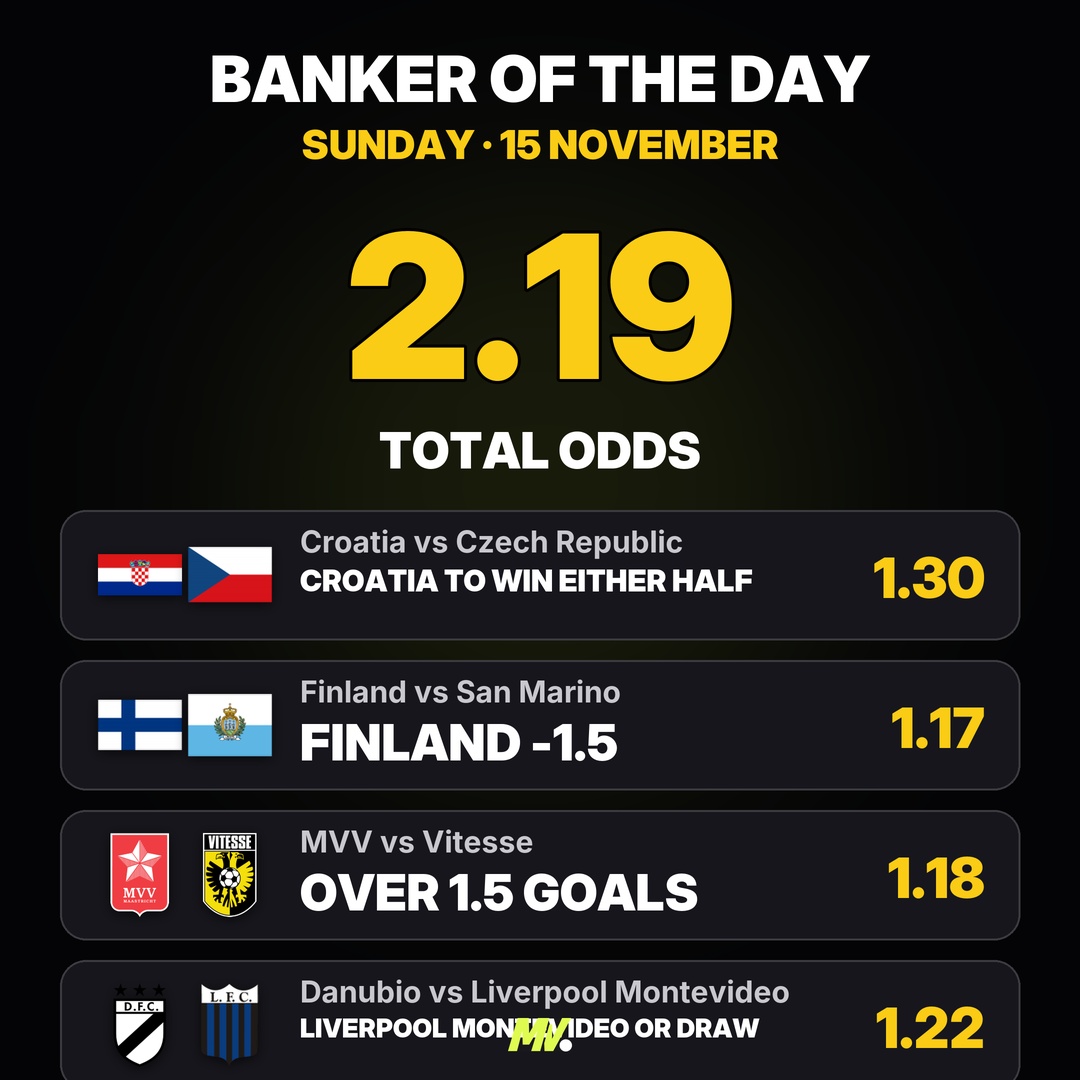 BANKER OF THE DAY
SUNDAY · 15 NOVEMBER
2.19
TOTAL ODDS
Croatia vs Czech Republic
CROATIA TO WIN EITHER HALF
1.30
Finland vs San Marino
FINLAND -1.5
1.17
MVV
MAASTRICHT
VITESSE
MVV vs Vitesse
OVER 1.5 GOALS
1.18
D.F.C.
L.F.C.
Danubio vs Liverpool Montevideo
LIVERPOOL MONTEVIDEO OR DRAW
1.22
MV.